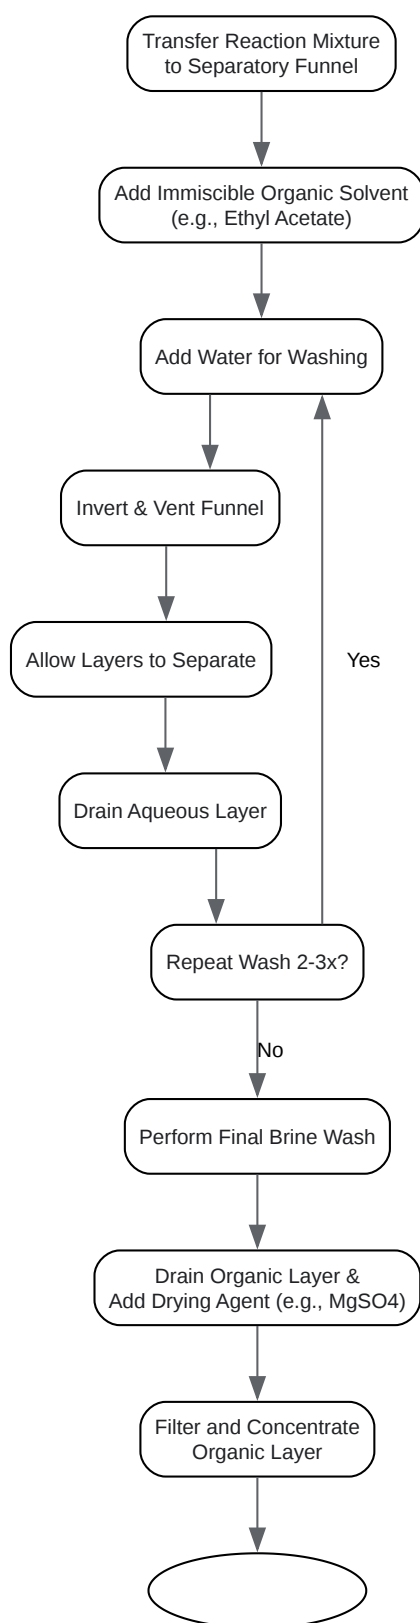 Transfer Reaction Mixture
to Separatory Funnel
Add Immiscible Organic Solvent
(e.g., Ethyl Acetate)
Add Water for Washing
Invert & Vent Funnel
Allow Layers to Separate
Yes
Drain Aqueous Layer
Repeat Wash 2-3x?
No
Perform Final Brine Wash
Drain Organic Layer &
Add Drying Agent (e.g., MgSO4)
Filter and Concentrate
Organic Layer